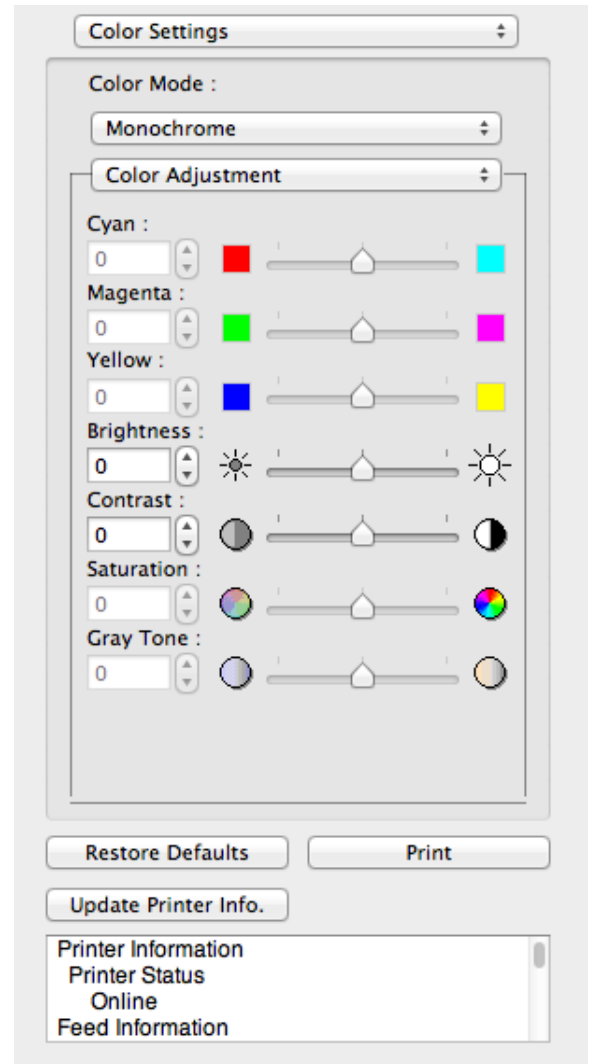 Color Settings
Color Mode :
Monochrome
Color Adjustment
Cyan :
0
Magenta :
0
Yellow :
0
Brightness :
0
Contrast :
0
Saturation :
0
Gray Tone :
0
Restore Defaults
Print
Update Printer Info.
Printer Information
Printer Status
Online
Feed Information